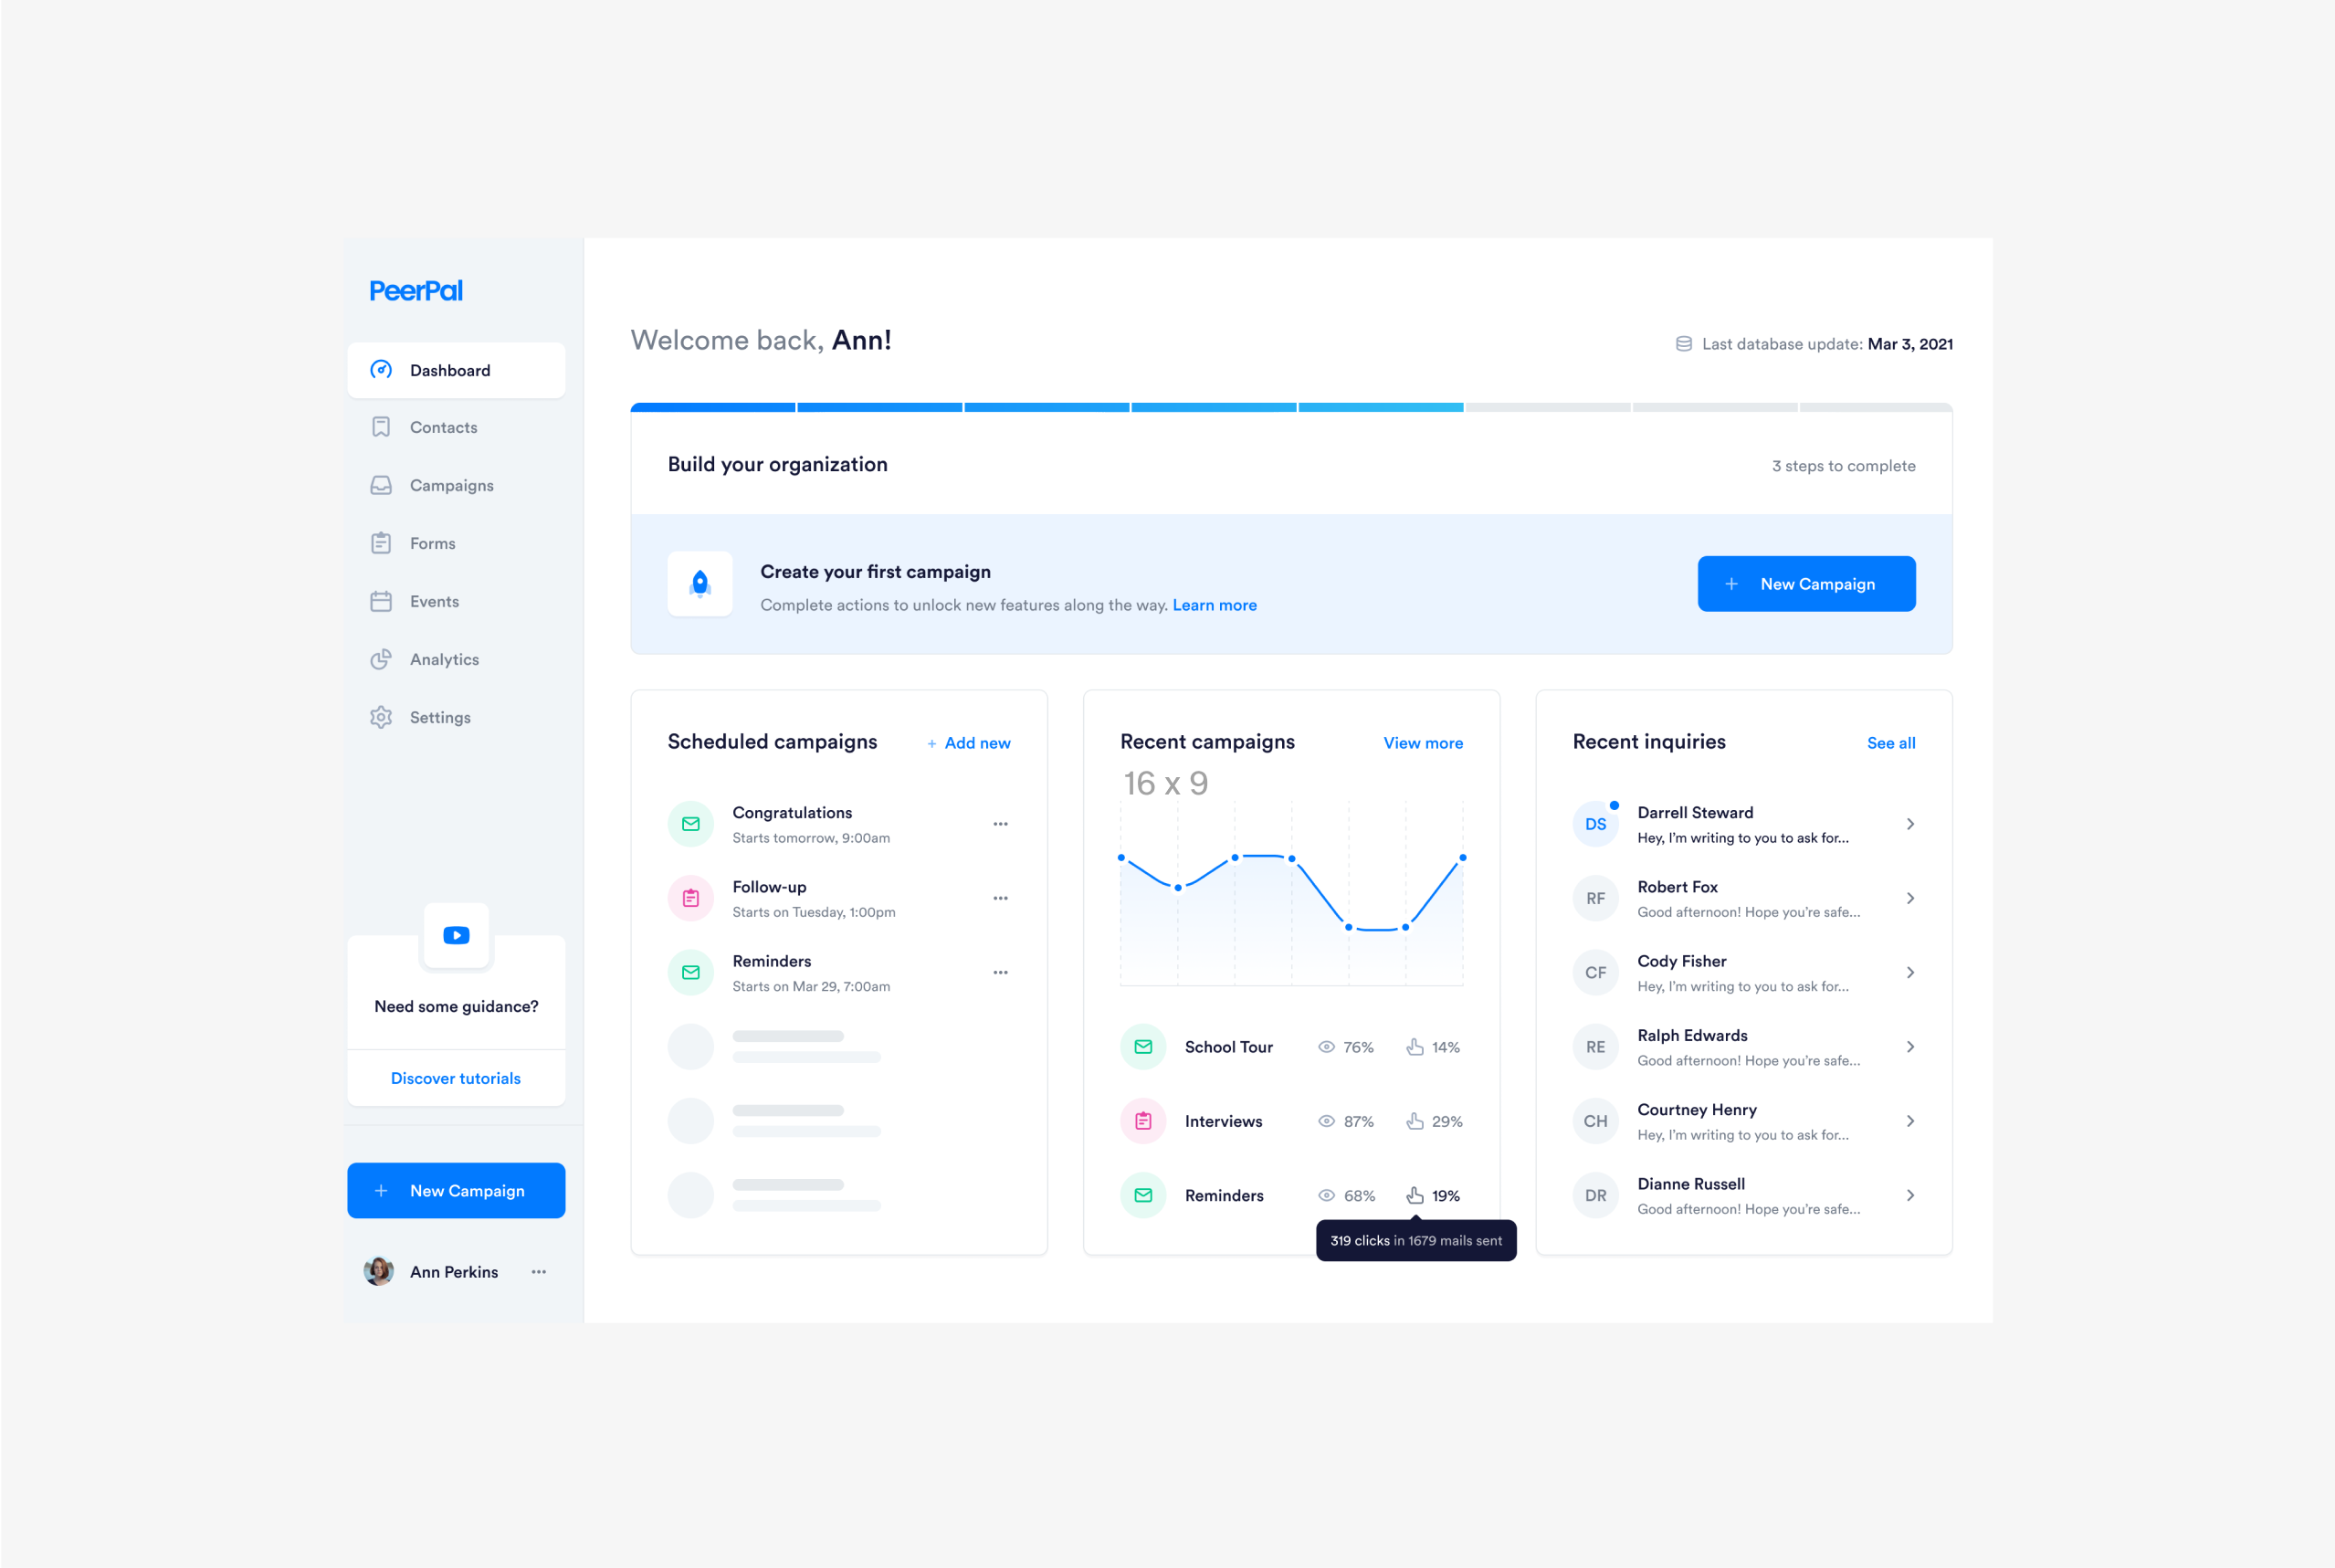 PeerPal
Dashboard
Contacts
Campaigns
Forms
Events
Analytics
Settings
Need some guidance?
Discover tutorials
+ New Campaign
Ann Perkins
Welcome back, Ann!
Last database update: Mar 3, 2021
Build your organization
3 steps to complete
Create your first campaign
Complete actions to unlock new features along the way. Learn more
+ New Campaign
Scheduled campaigns
+ Add new
Congratulations
Starts tomorrow, 9:00am
Follow-up
Starts on Tuesday, 1:00pm
Reminders
Starts on Mar 29, 7:00am
Recent campaigns
View more
16 x 9
School Tour 76% 14%
Interviews 87% 29%
Reminders 68% 19%
319 clicks in 1679 mails sent
Recent inquiries
See all
DS
Darrell Steward
Hey, I'm writing to you to ask for...
RF
Robert Fox
Good afternoon! Hope you're safe...
CF
Cody Fisher
Hey, I'm writing to you to ask for...
RE
Ralph Edwards
Good afternoon! Hope you're safe...
CH
Courtney Henry
Hey, I'm writing to you to ask for...
DR
Dianne Russell
Good afternoon! Hope you're safe...